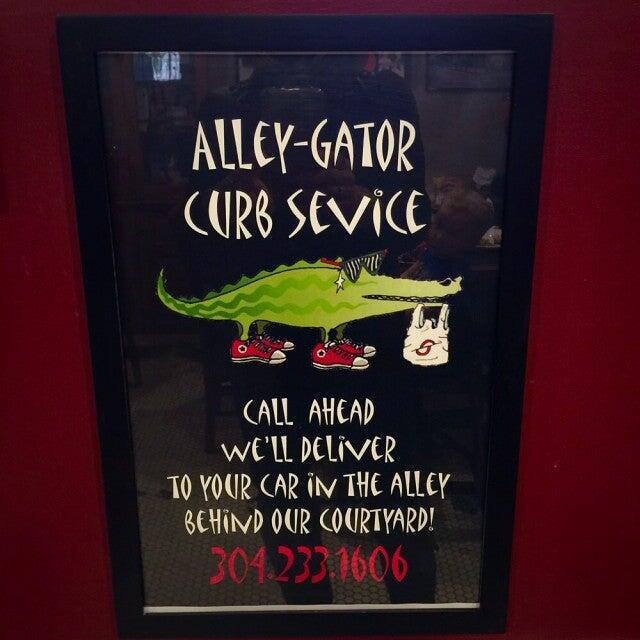 ALLEY-GATOR
CURB SEVICE
CALL AHEAD
WE'LL DELIVER
TO YOUR CAR IN THE ALLEY
BEHIND OUR COURTYARD!
304.233.1606